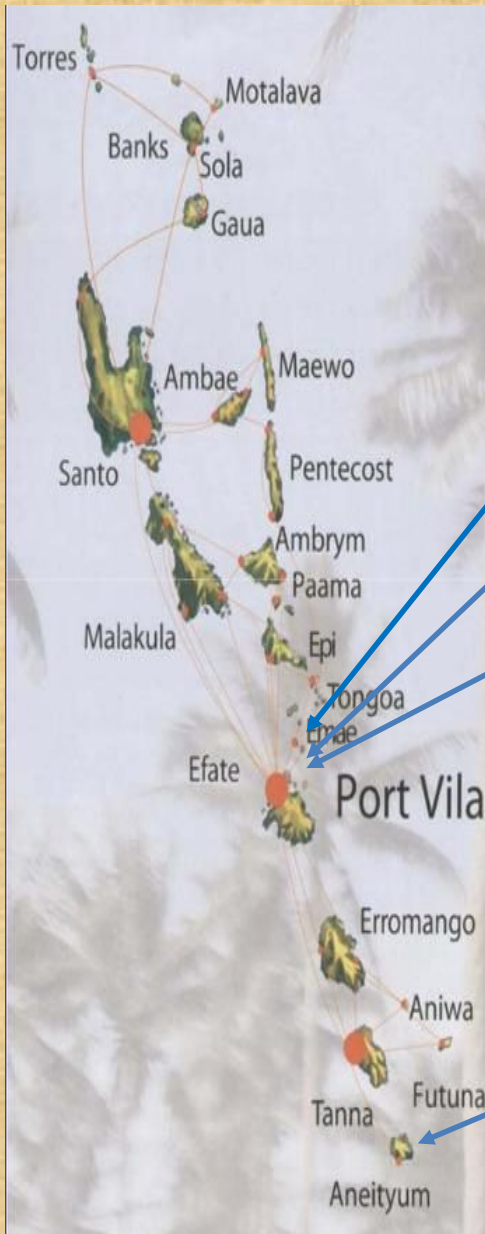 Torres
Motalava
Banks
Sola
Gaua
Ambae
Maewo
Santo
Pentecost
Ambrym
Paama
Malakula
Epi
Tongoa
Emae
Efate
Port Vila
Erromango
Aniwa
Tanna
Futuna
Aneityum